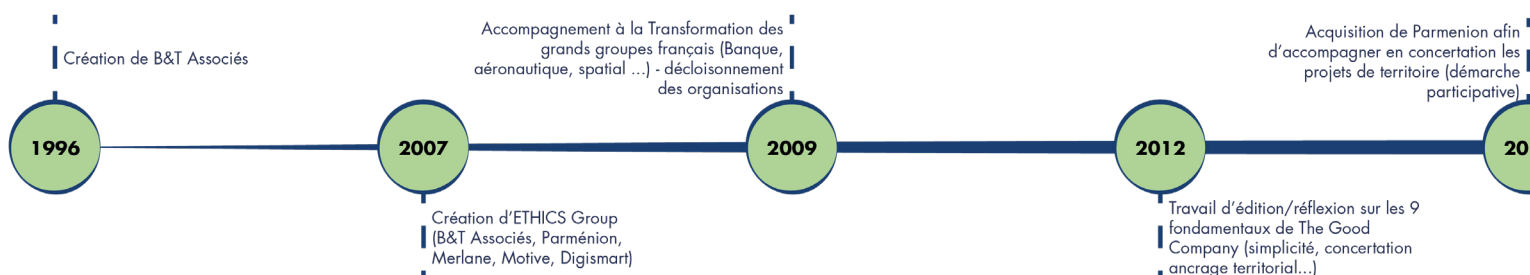 Création de B&T Associés
Accompagnement à la Transformation des
grands groupes français (Banque,
aéronautique, spatial ...) - décloisonnement
des organisations
Acquisition de Parmenion afin
d'accompagner en concertation les
projets de territoire (démarche
participative)
1996
2007
2009
2012
20
Création d'ETHICS Group
(B&T Associés, Parménion,
Merlane, Motive, Digismart)
Travail d'édition/réflexion sur les 9
fondamentaux de The Good
Company (simplicité, concertation
ancrage territorial...)